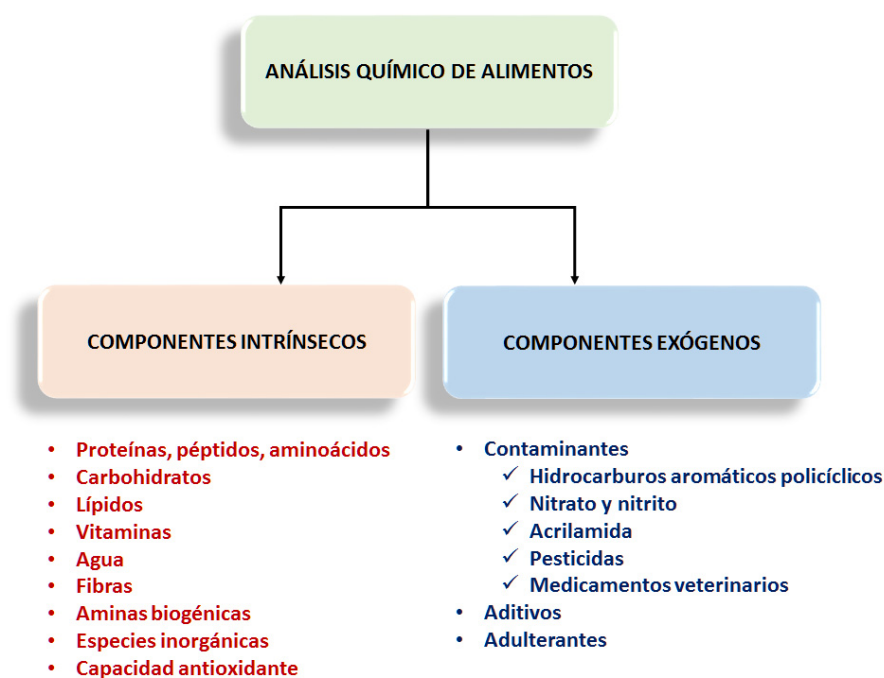 ANÁLISIS QUÍMICO DE ALIMENTOS
COMPONENTES INTRÍNSECOS
COMPONENTES EXÓGENOS
• Proteínas, péptidos, aminoácidos
• Carbohidratos
• Lípidos
• Vitaminas
• Agua
• Fibras
• Aminas biogénicas
• Especies inorgánicas
• Capacidad antioxidante
• Contaminantes
✓ Hidrocarburos aromáticos policíclicos
✓ Nitrato y nitrito
✓ Acrilamida
✓ Pesticidas
✓ Medicamentos veterinarios
• Aditivos
• Adulterantes